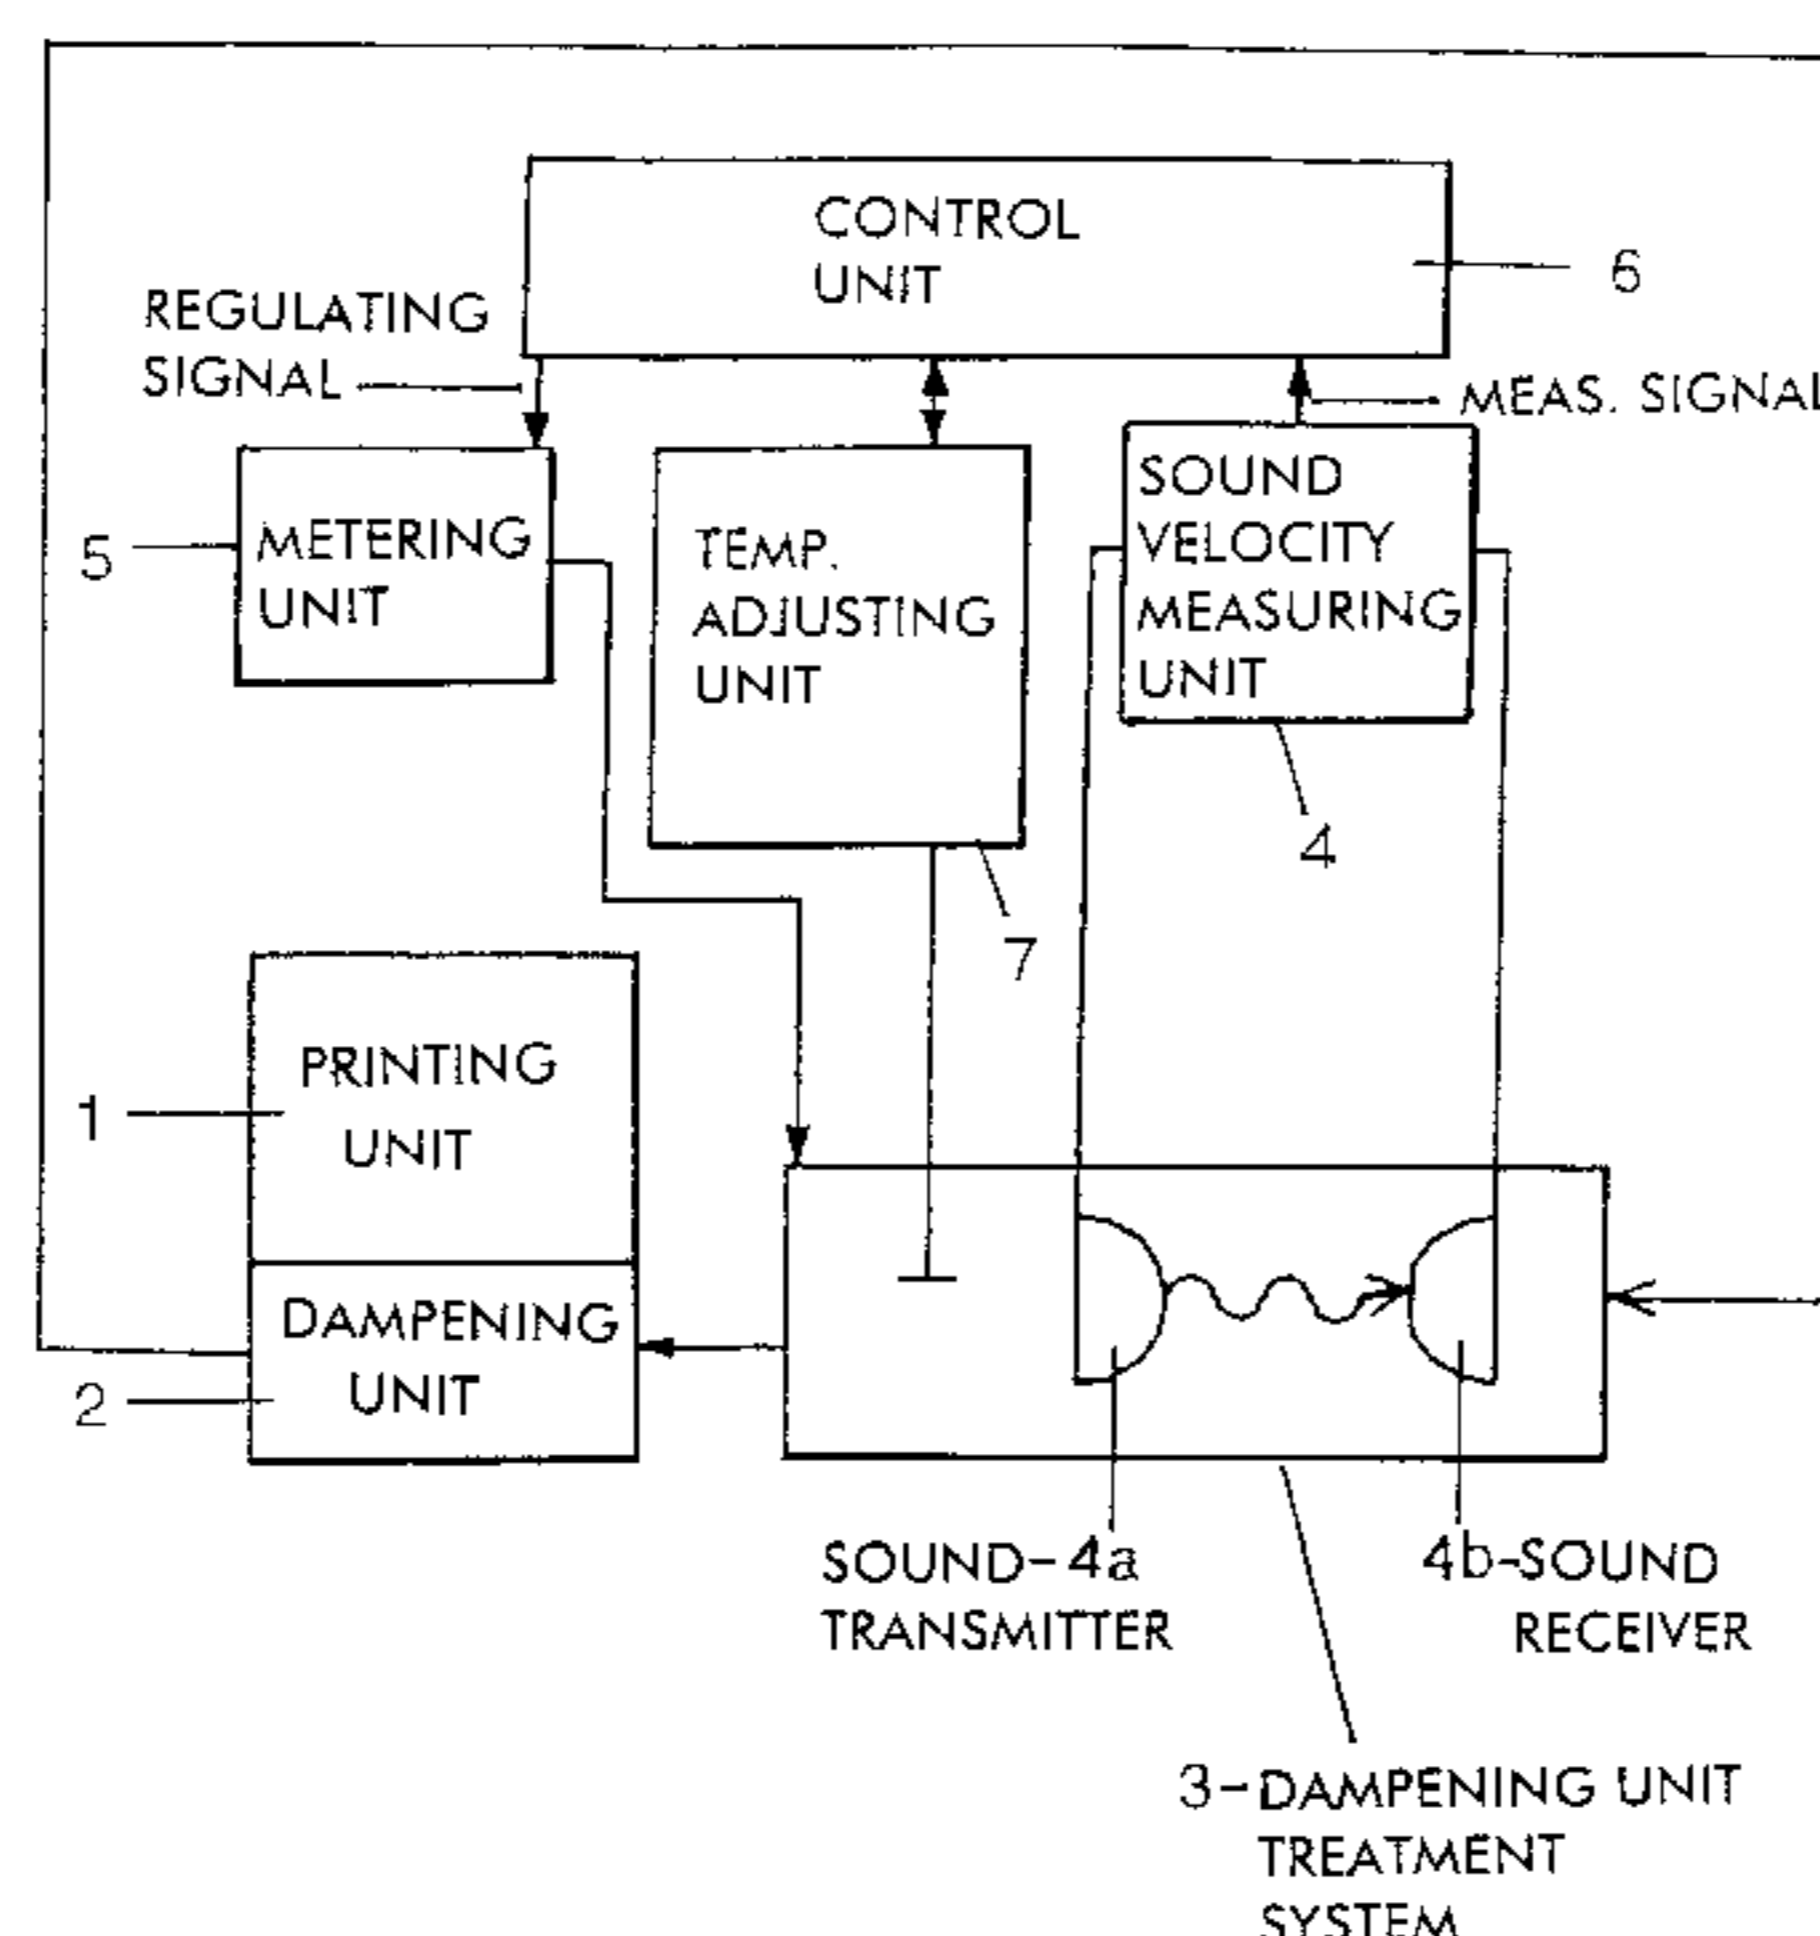 CONTROL
UNIT
6
REGULATING
SIGNAL
MEAS. SIGNAL
METERING
UNIT
5
TEMP.
ADJUSTING
UNIT
7
SOUND
VELOCITY
MEASURING
UNIT
4
PRINTING
UNIT
1
DAMPENING
UNIT
2
SOUND-4a
TRANSMITTER
4b-SOUND
RECEIVER
3-DAMPENING UNIT
TREATMENT
SYSTEM